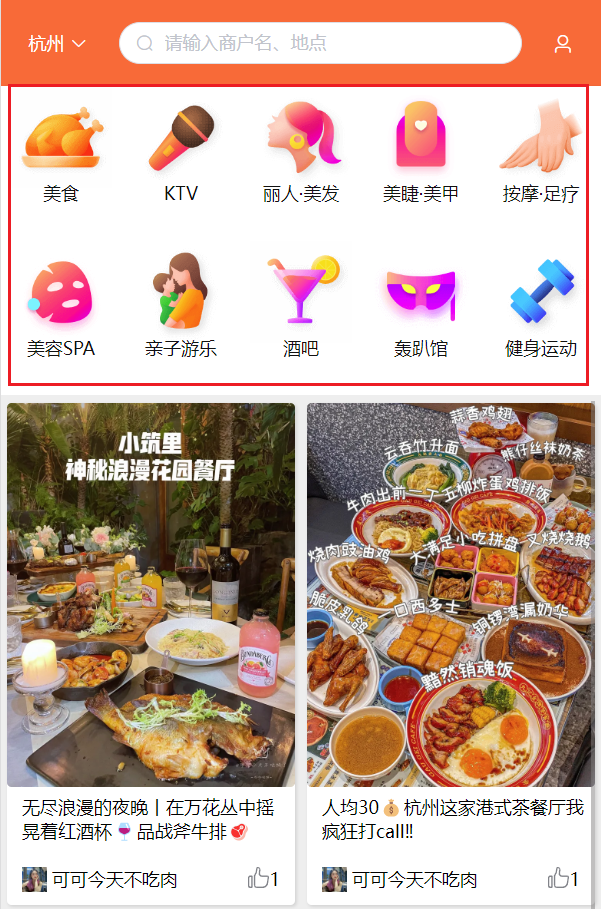 杭州
请输入商户名、地点
美食
KTV
丽人·美发
美睫·美甲
按摩·足疗
美容SPA
亲子游乐
酒吧
轰趴馆
健身运动
小筑里
神秘浪漫花园餐厅
蒜香鸡翅
云吞竹升面
熊仔丝袜奶茶
牛肉出前一丁
五柳炸蛋鸡排饭
烧肉豉油鸡
大满足小吃拼盘
叉烧烧鹅
脆皮乳鸽
口西多士
铜锣湾漏奶华
黯然销魂饭
无尽浪漫的夜晚丨在万花丛中摇
晃着红酒杯🍷品战斧牛排🥩
可可今天不吃肉
1
人均30💰杭州这家港式茶餐厅我
疯狂打call‼️
可可今天不吃肉
1